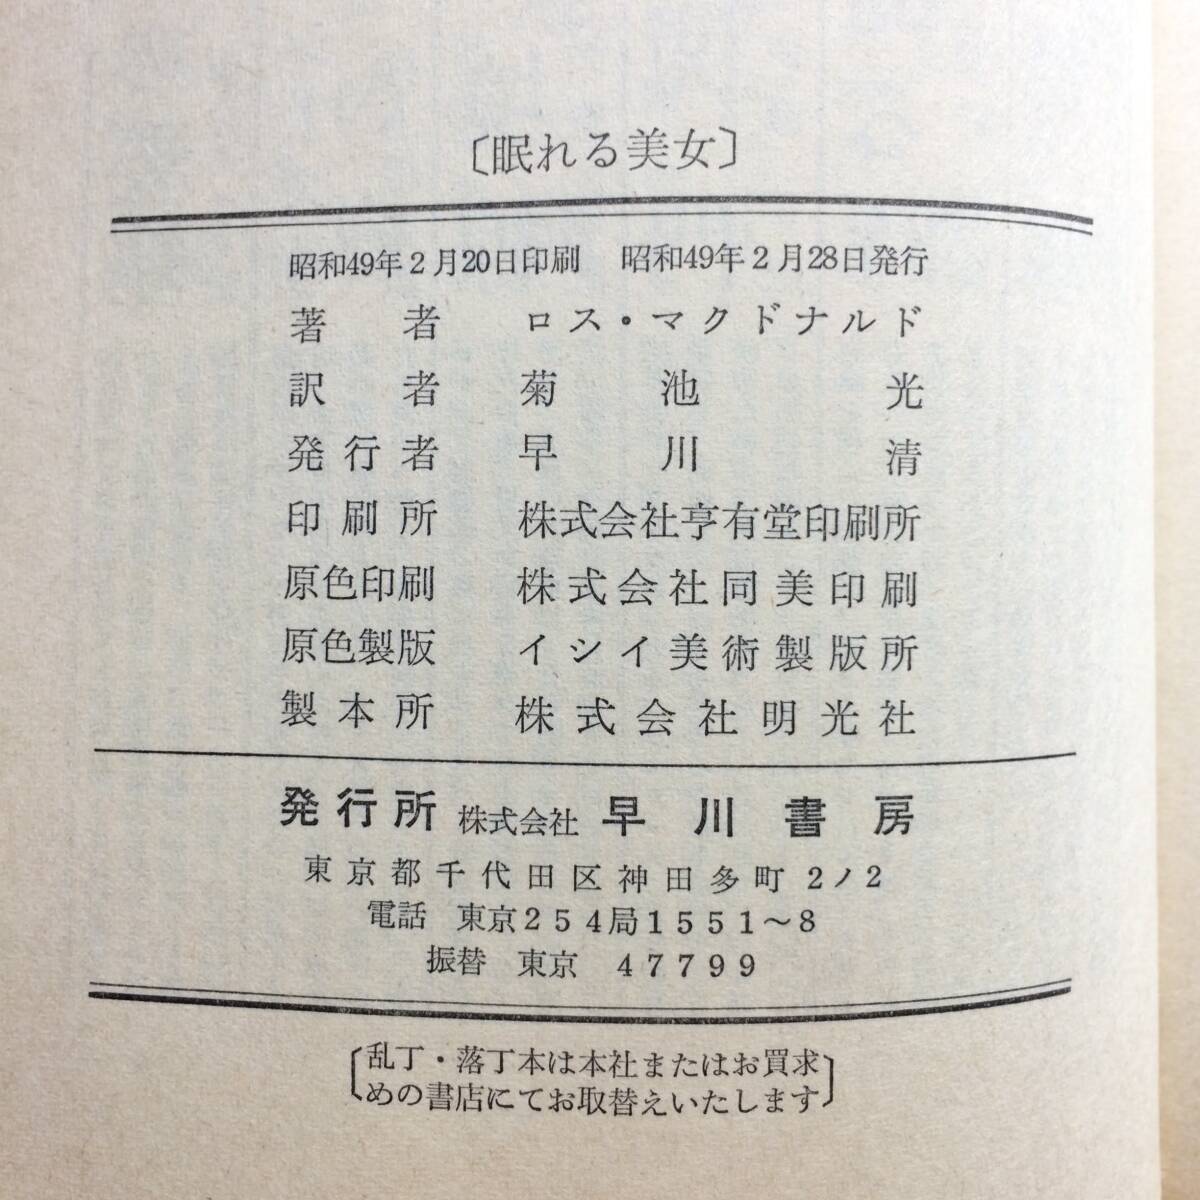 〔眠れる美女〕
昭和49年2月20日印刷 昭和49年2月28日発行
著者 ロス・マクドナルド
訳者 菊池光
発行者 早川清
印刷所 株式会社亨有堂印刷所
原色印刷 株式会社同美印刷
原色製版 イシイ美術製版所
製本所 株式会社明光社
発行所 株式会社 早川書房
東京都千代田区神田多町2ノ2
電話 東京254局1551〜8
振替 東京 47799
〔乱丁・落丁本は本社またはお買求
めの書店にてお取替えいたします〕